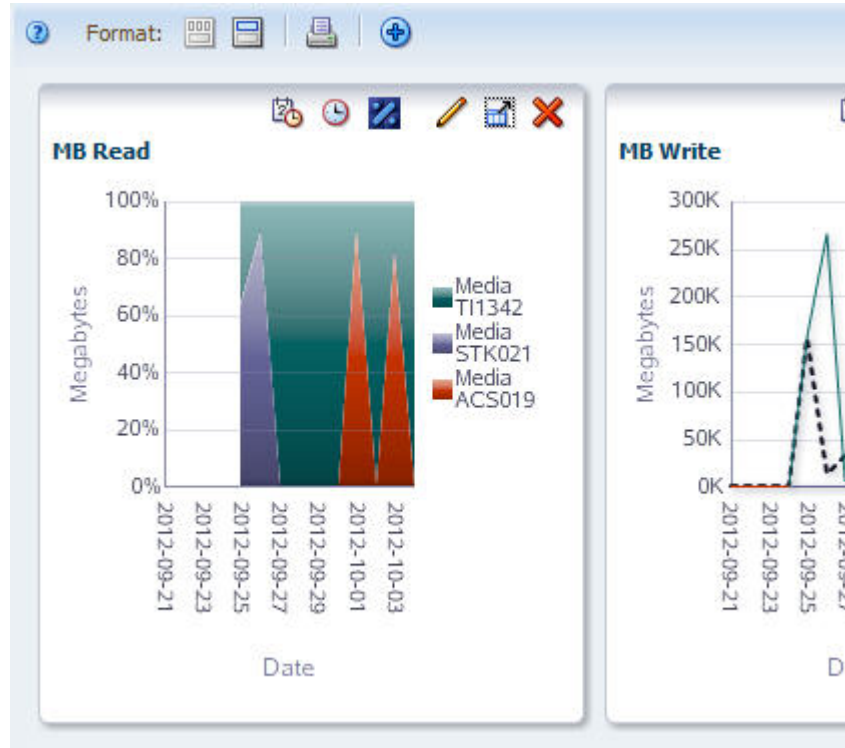 Format:
MB Read
100%
80%
60%
40%
20%
0%
Megabytes
2012-09-21
2012-09-23
2012-09-25
2012-09-27
2012-09-29
2012-10-01
2012-10-03
Date
Media
TI1342
Media
STK021
Media
ACS019
MB Write
300K
250K
200K
150K
100K
50K
0K
Megabytes
2012-09-21
2012-09-23
2012-09-25